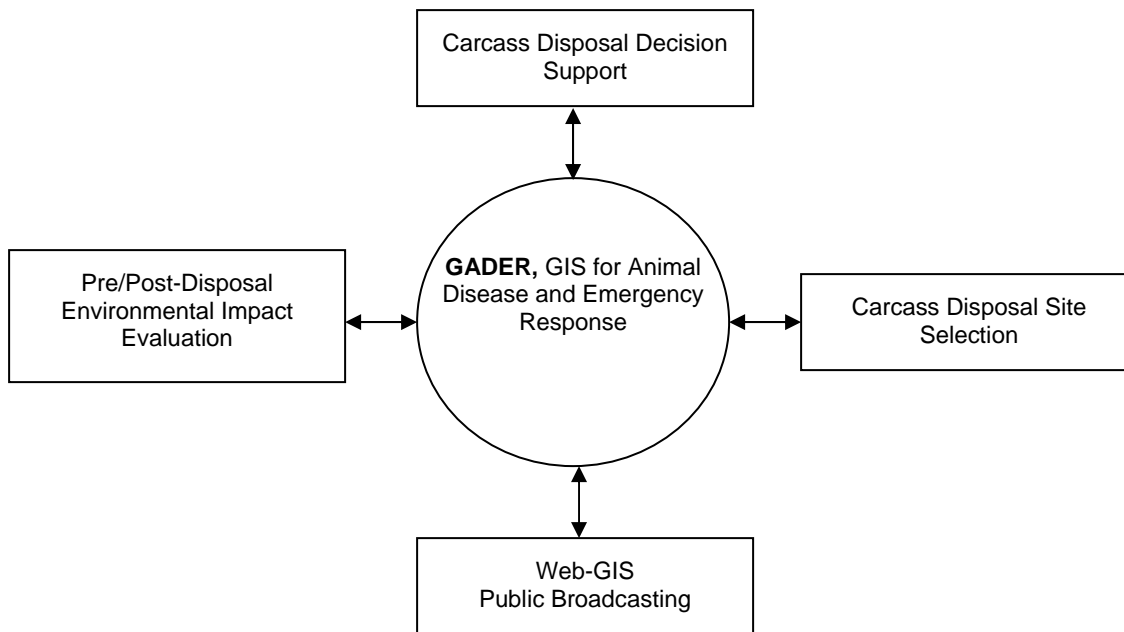 Carcass Disposal Decision
Support
GADER, GIS for Animal
Disease and Emergency
Response
Pre/Post-Disposal
Environmental Impact
Evaluation
Carcass Disposal Site
Selection
Web-GIS
Public Broadcasting